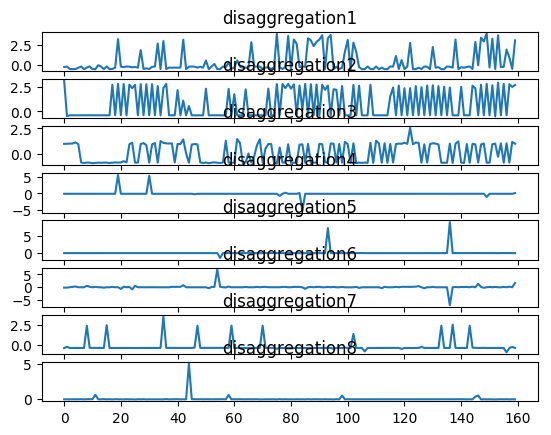 disaggregation1
2.5
0.0
disaggregation2
2.5
0.0
disaggregation3
2.5
0.0
disaggregation4
5
0
−5
disaggregation5
5
0
disaggregation6
5
0
−5
disaggregation7
2.5
0.0
disaggregation8
5
0
0 20 40 60 80 100 120 140 160